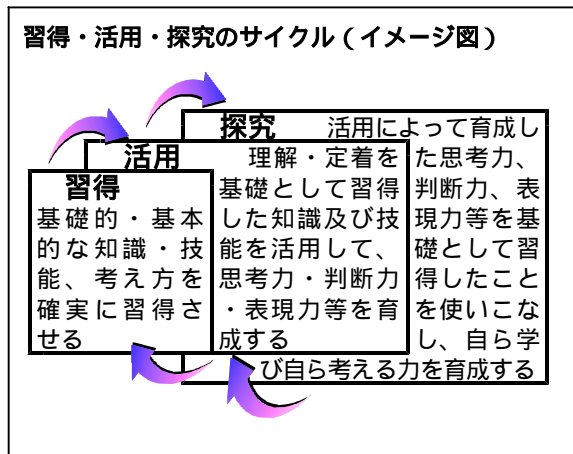 習得・活用・探究のサイクル（イメージ図）
習得
基礎的・基本
的な知識・技
能、考え方を
確実に習得さ
せる
活用
理解・定着を
基礎として習得
した知識及び技
能を活用して、
思考力・判断力
・表現力等を育
成する
探究
活用によって育成し
た思考力、
判断力、表
現力等を基
礎として習
得したこと
を使いこな
し、自ら学
び自ら考える力を育成する